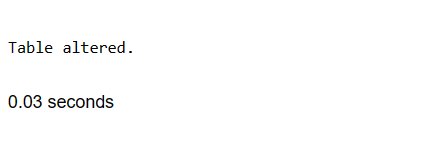 Table altered.
0.03 seconds